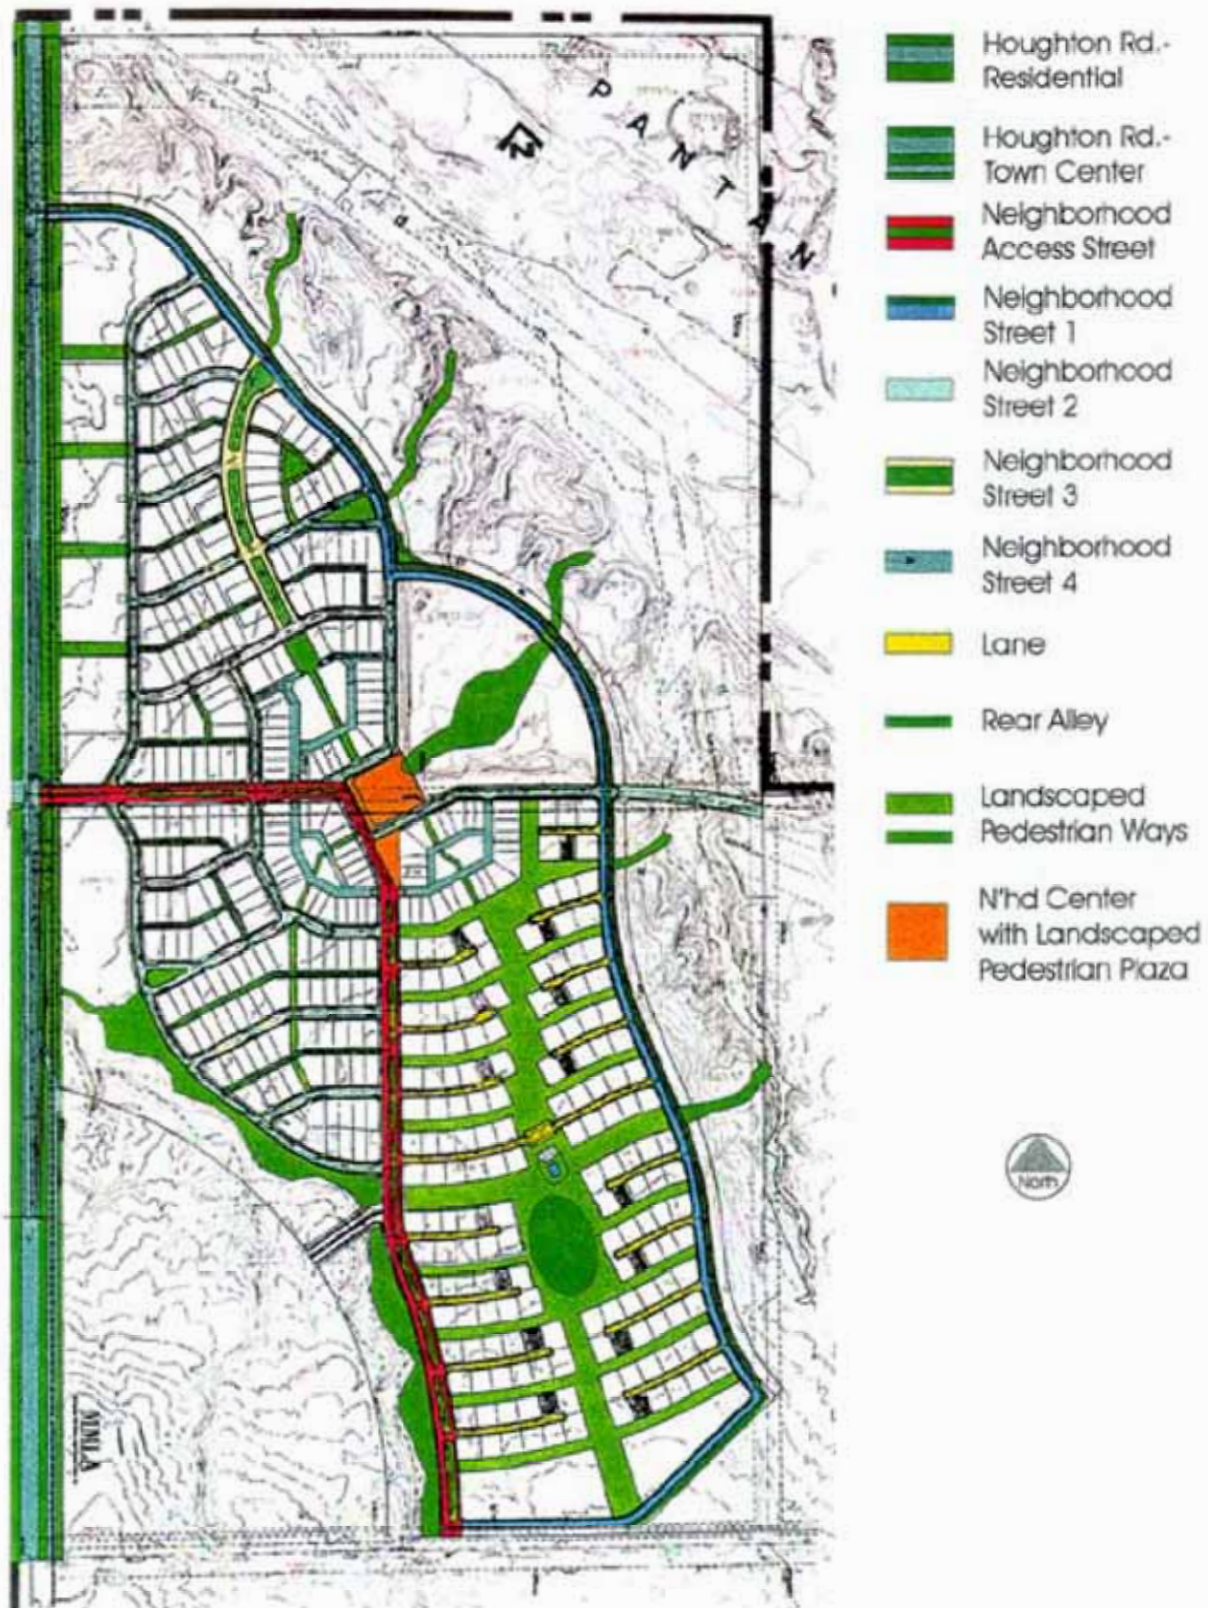 P
A
N
T
A
N
Houghton Rd.-
Residential
Houghton Rd.-
Town Center
Neighborhood
Access Street
Neighborhood
Street 1
Neighborhood
Street 2
Neighborhood
Street 3
Neighborhood
Street 4
Lane
Rear Alley
Landscaped
Pedestrian Ways
N'hd Center
with Landscaped
Pedestrian Plaza
North